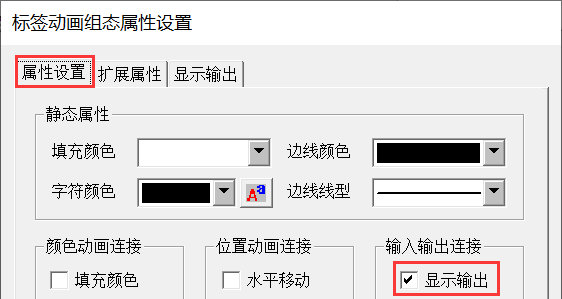 标签动画组态属性设置
属性设置 扩展属性 显示输出
静态属性
填充颜色 边线颜色
字符颜色 Aa 边线线型
颜色动画连接 位置动画连接 输入输出连接
填充颜色 水平移动 显示输出